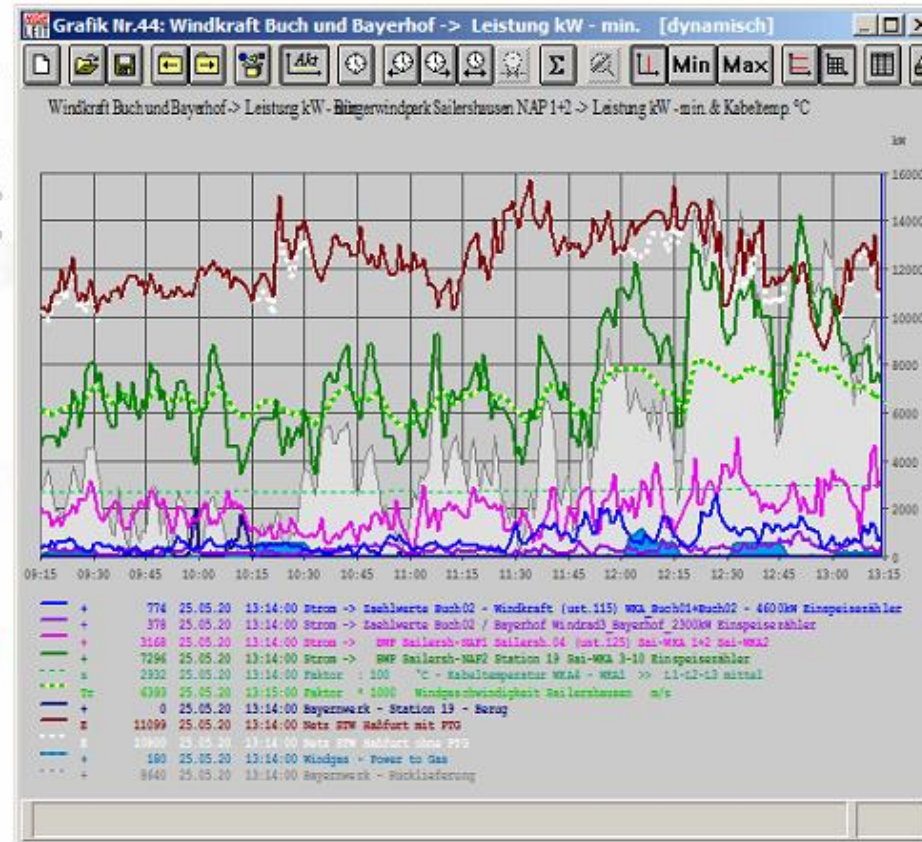 Grafik Nr.44: Windkraft Buch und Bayerhof -> Leistung kW - min. [dynamisch]
Akt Σ Min Max
Windkraft Buch und Bayerhof -> Leistung kW - Bürgerwindpark Sailershausen NAP 1+2 -> Leistung kW - min. & Kabeltemp. °C
kW
16000
14000
12000
10000
8000
6000
4000
2000
0
09:15 09:30 09:45 10:00 10:15 10:30 10:45 11:00 11:15 11:30 11:45 12:00 12:15 12:30 12:45 13:00 13:15
+ 774 25.05.20 13:14:00 Strom -> Zaehlwerte Buch02 - Windkraft (ust.115) WKA_Buch01+Buch02 - 4600kW Einspeisezähler
+ 378 25.05.20 13:14:00 Strom -> Zaehlwerte Buch02 / Bayerhof Windrad3_Bayerhof_2300kW Einspeisezähler
+ 3168 25.05.20 13:14:00 Strom -> BWP Sailersh-NAP1 Sailersh.04 (ust.125) Sai-WKA 1+2 Sai-WKA2
+ 7296 25.05.20 13:14:00 Strom -> BWP Sailersh-NAP2 Station 19 Sai-WKA 3-10 Einspeisezähler
2932 25.05.20 13:14:00 Faktor : 100 °C - Kabeltemperatur WKA4 - WKA1 >> L1-L2-L3 mittel
6393 25.05.20 13:15:00 Faktor * 1000 Windgeschwindigkeit Sailershausen m/s
+ 0 25.05.20 13:14:00 Bayernwerk - Station 19 - Bezug
E 11099 25.05.20 13:14:00 Netz STW Haßfurt mit PTG
25.05.20 13:14:00 Netz STW Haßfurt ohne PTG
+ 180 25.05.20 13:14:00 Windgas - Power to Gas
+ 8640 25.05.20 13:14:00 Bayernwerk - Rücklieferung